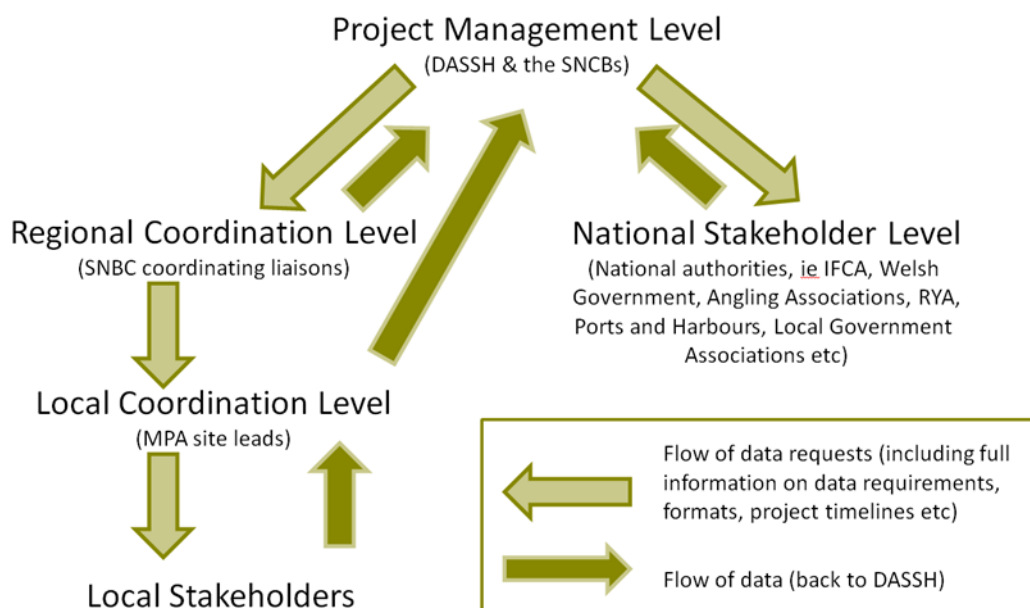 Project Management Level
(DASSH & the SNCBs)
Regional Coordination Level
(SNBC coordinating liaisons)
National Stakeholder Level
(National authorities, ie IFCA, Welsh
Government, Angling Associations, RYA,
Ports and Harbours, Local Government
Associations etc)
Local Coordination Level
(MPA site leads)
Local Stakeholders
Flow of data requests (including full
information on data requirements,
formats, project timelines etc)
Flow of data (back to DASSH)